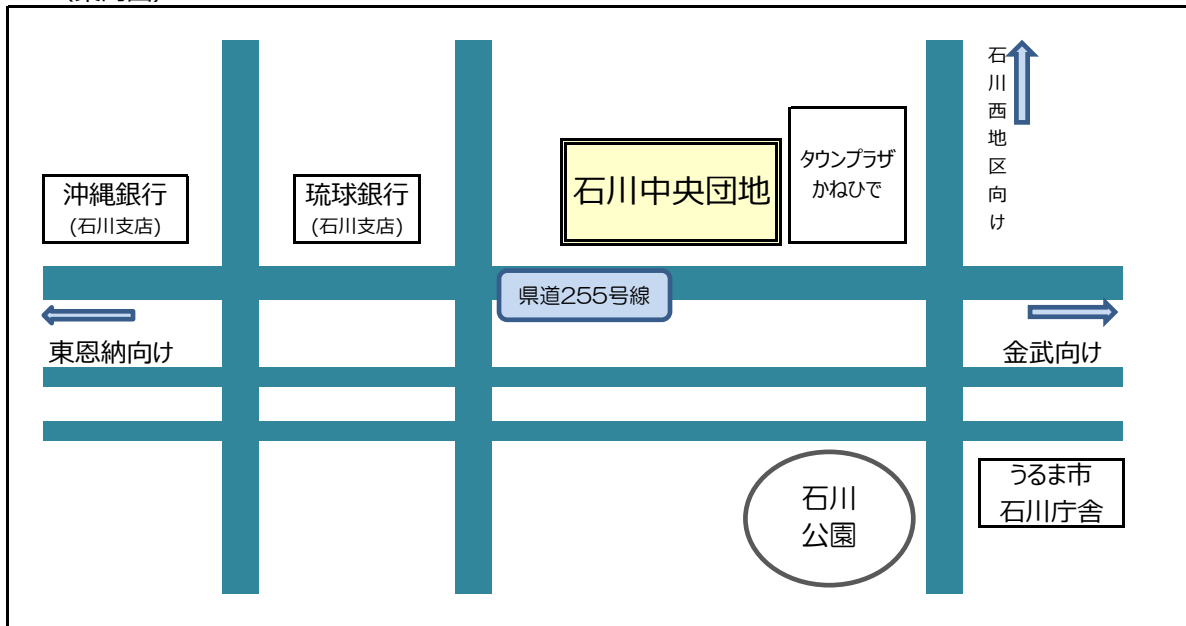 石川西地区向け
タウンプラザ
かねひで
石川中央団地
沖縄銀行
(石川支店)
琉球銀行
(石川支店)
県道255号線
東恩納向け
金武向け
石川
公園
うるま市
石川庁舎